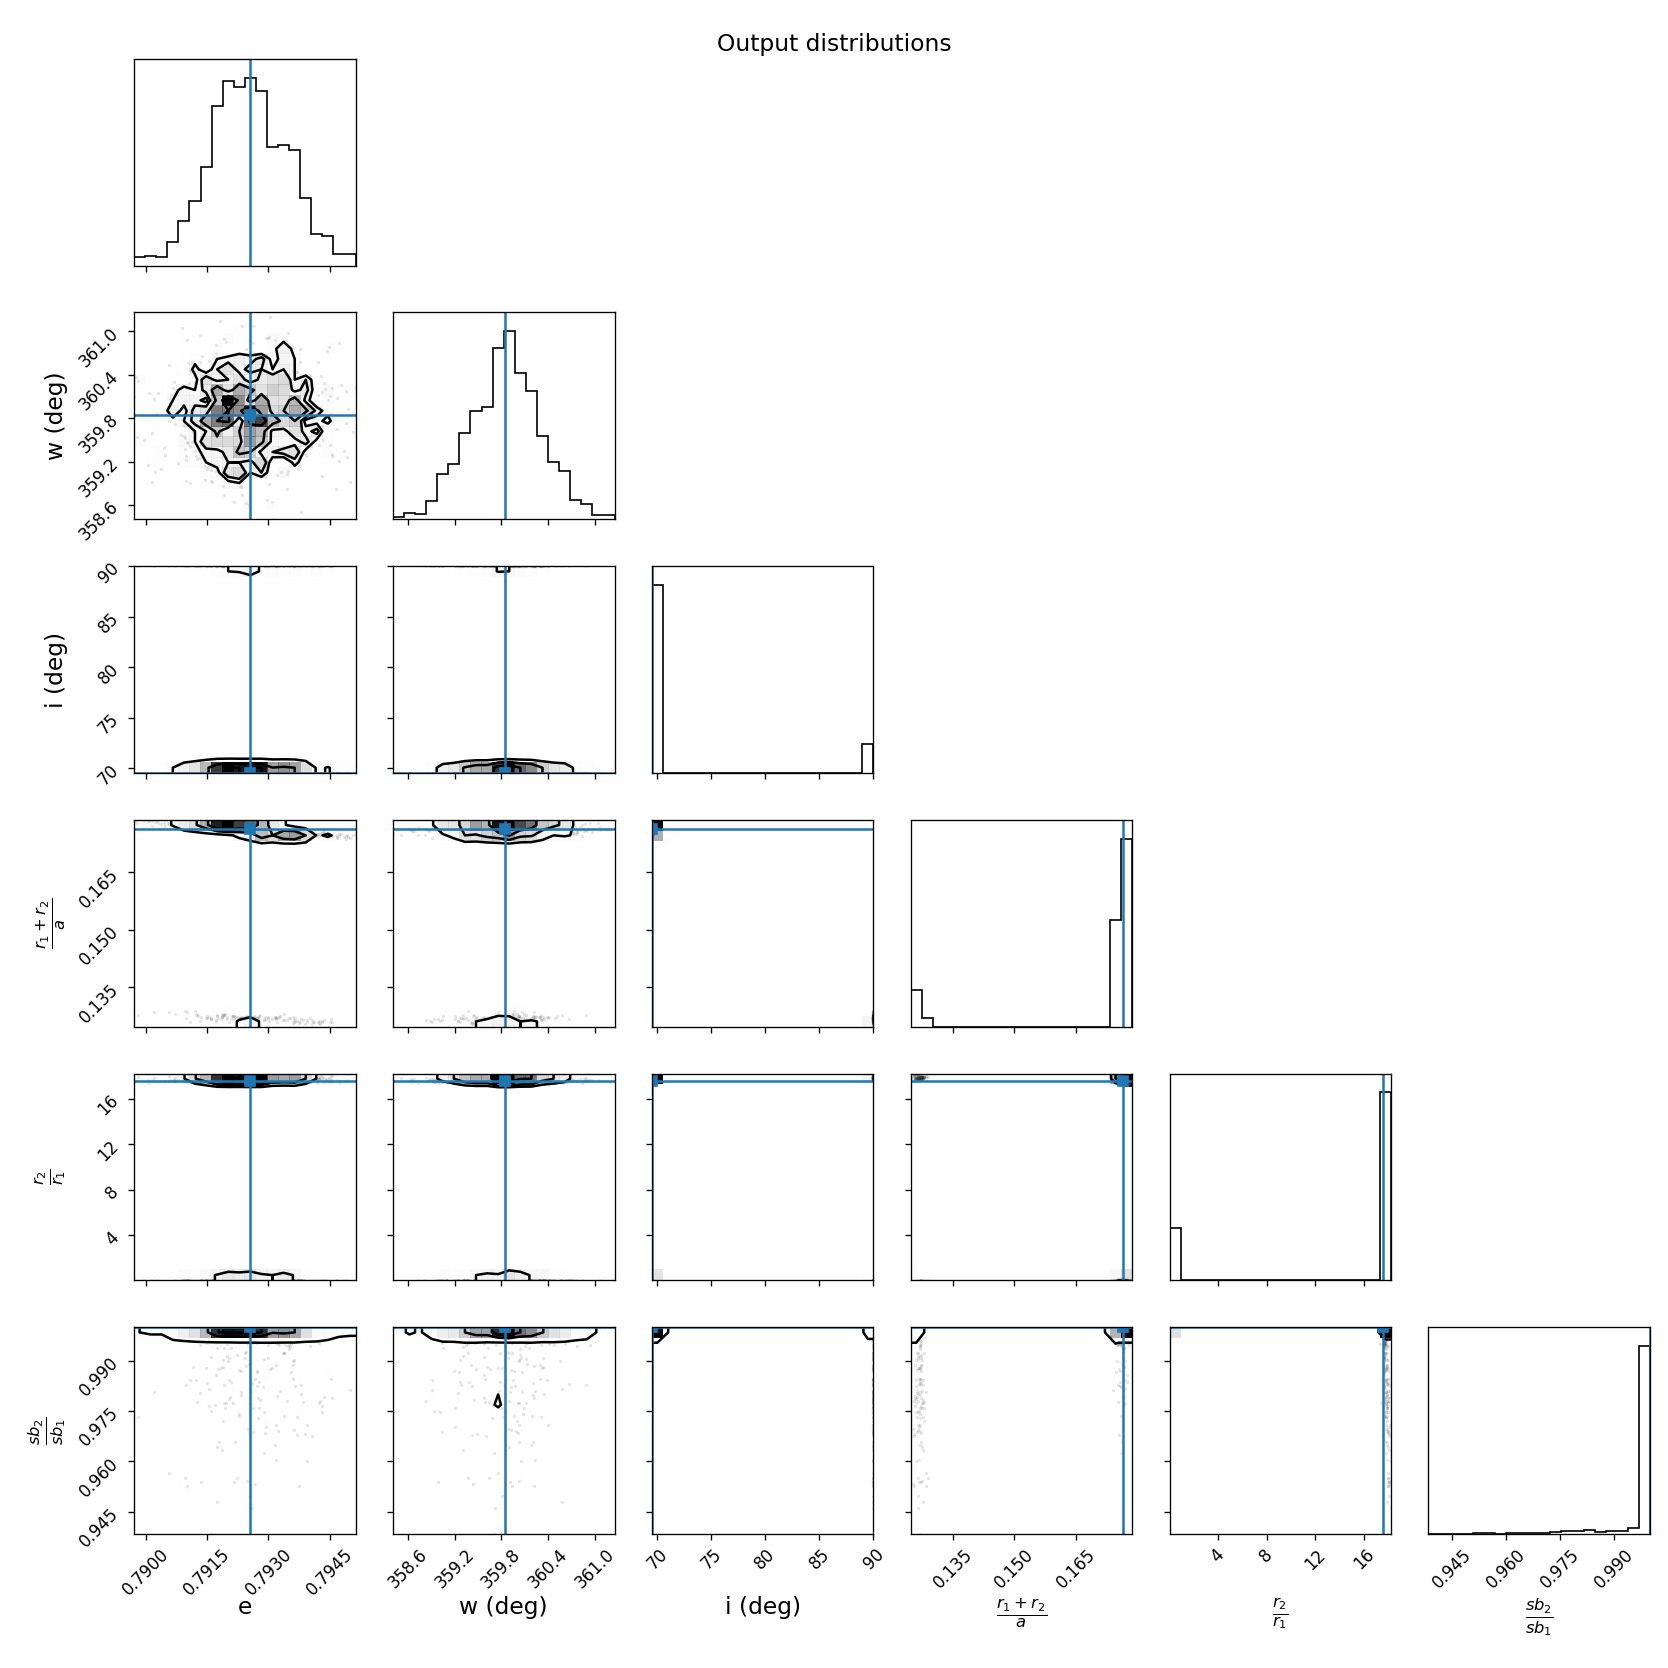 Output distributions
w (deg)
361.0
360.4
359.8
359.2
358.6
i (deg)
90
85
80
75
70
r₁ + r₂
a
0.165
0.150
0.135
r₂
r₁
16
12
8
4
sb₂
sb₁
0.990
0.975
0.960
0.945
0.7900 0.7915 0.7930 0.7945
358.6 359.2 359.8 360.4 361.0
70 75 80 85 90
0.135 0.150 0.165
4 8 12 16
0.945 0.960 0.975 0.990
e
w (deg)
i (deg)
r₁ + r₂
a
r₂
r₁
sb₂
sb₁